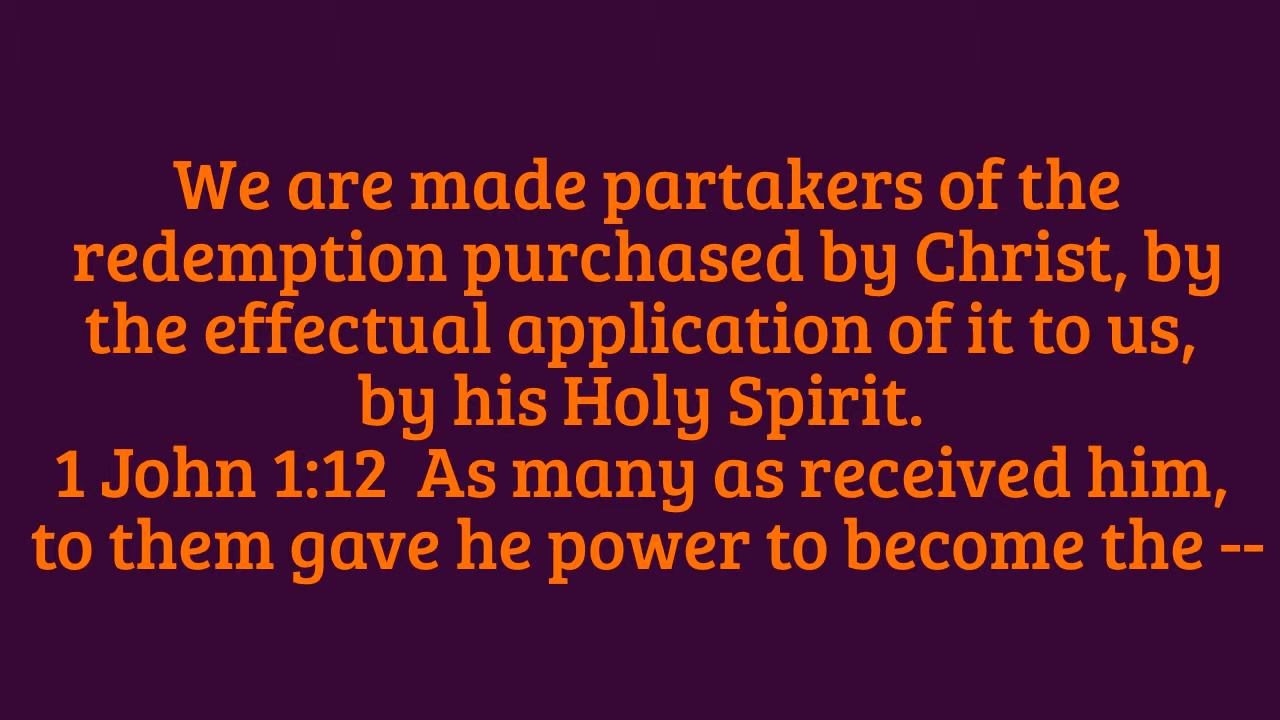 We are made partakers of the
redemption purchased by Christ, by
the effectual application of it to us,
by his Holy Spirit.
1 John 1:12  As many as received him,
to them gave he power to become the --